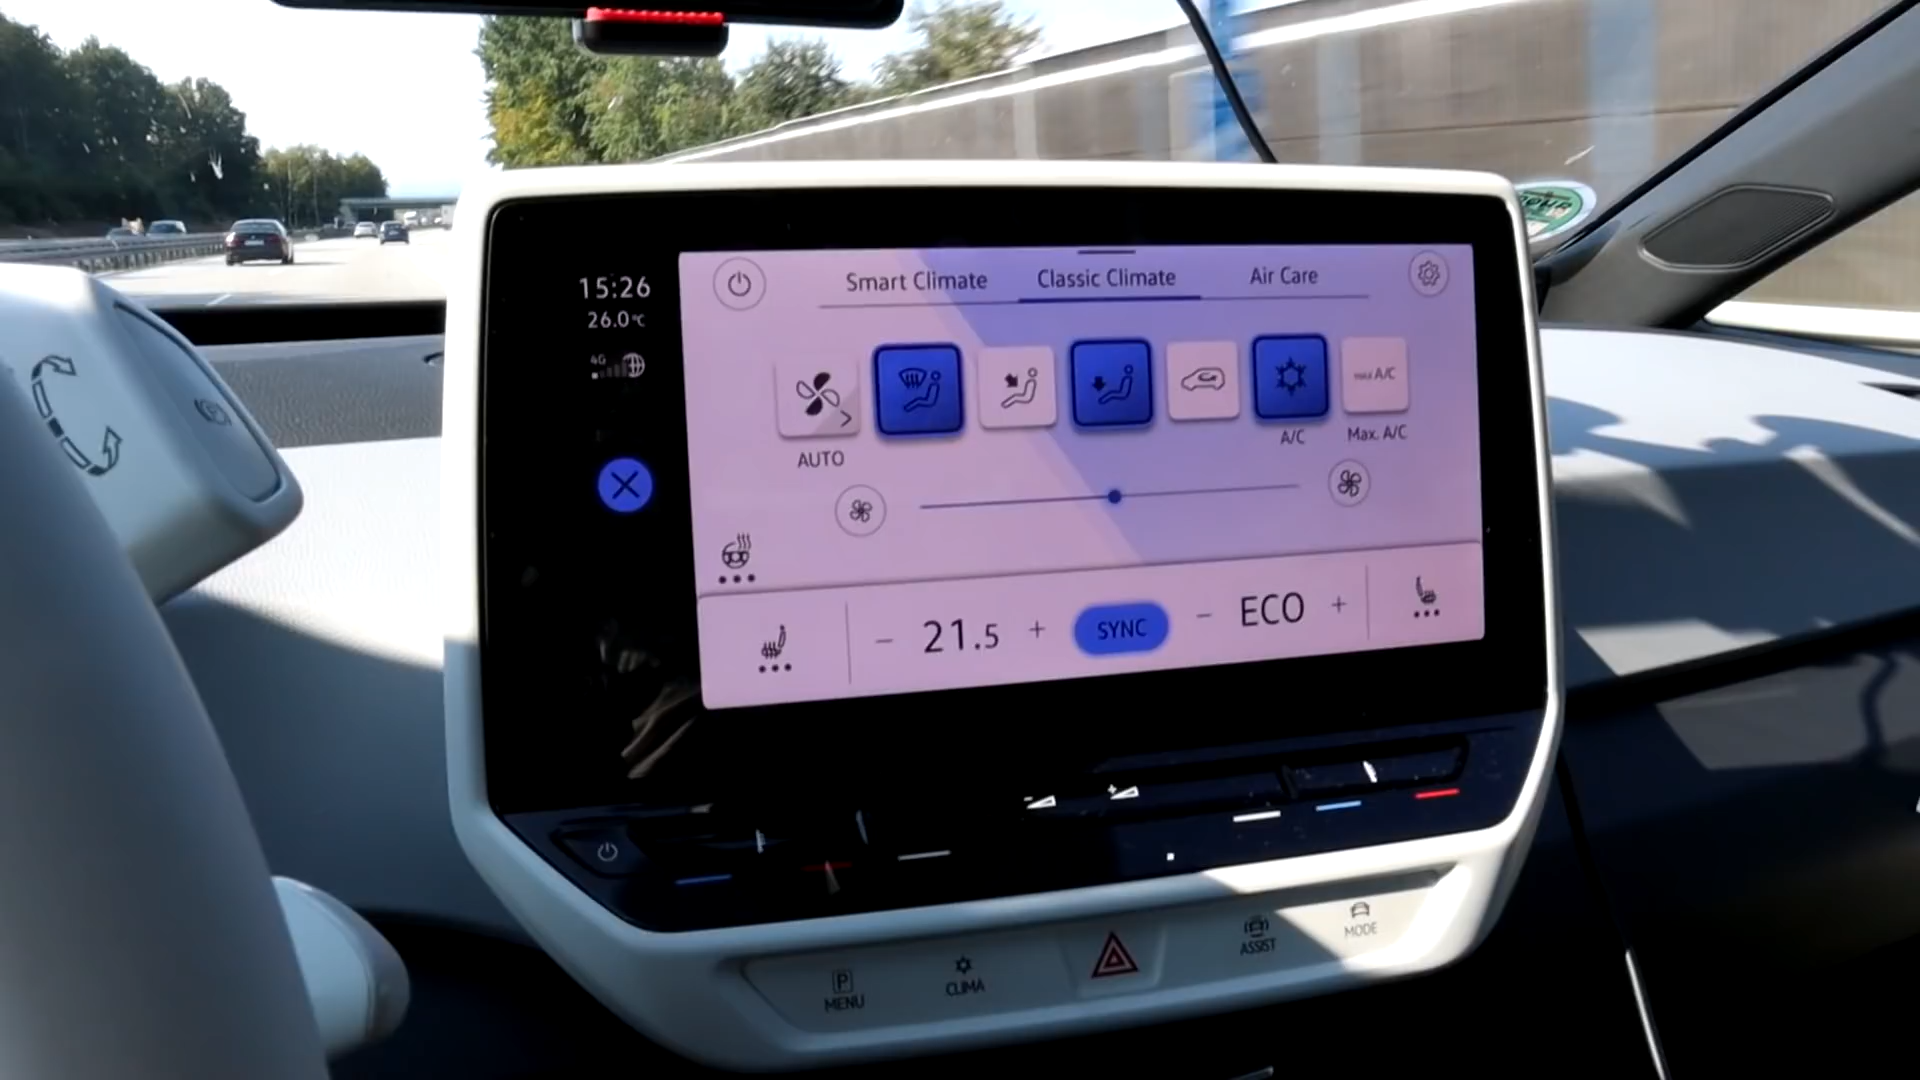 15:26
26.0°C
4G
Smart Climate
Classic Climate
Air Care
MAX A/C
AUTO
A/C
Max. A/C
21.5
SYNC
ECO
P
MENU
CLIMA
ASSIST
MODE